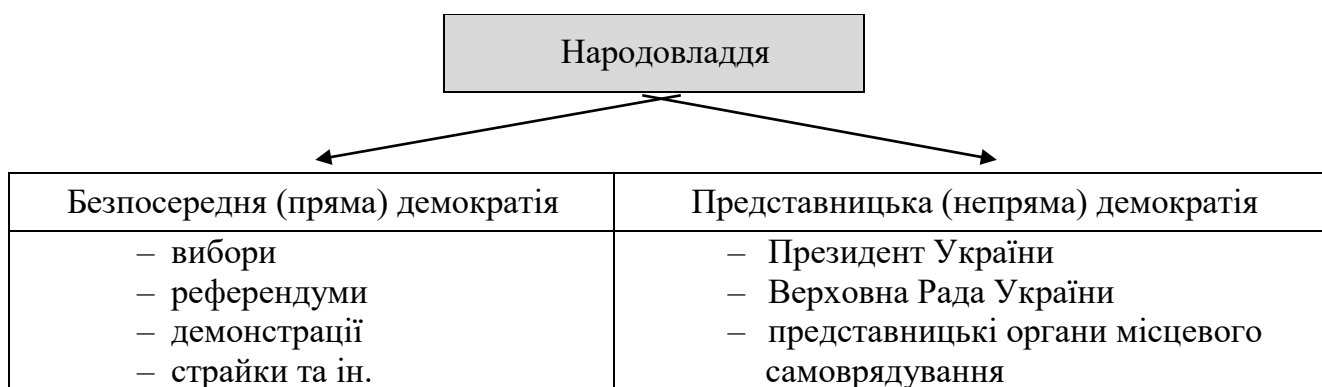 Народовладдя
Безпосередня (пряма) демократія
– вибори
– референдуми
– демонстрації
– страйки та ін.
Представницька (непряма) демократія
– Президент України
– Верховна Рада України
– представницькі органи місцевого
самоврядування